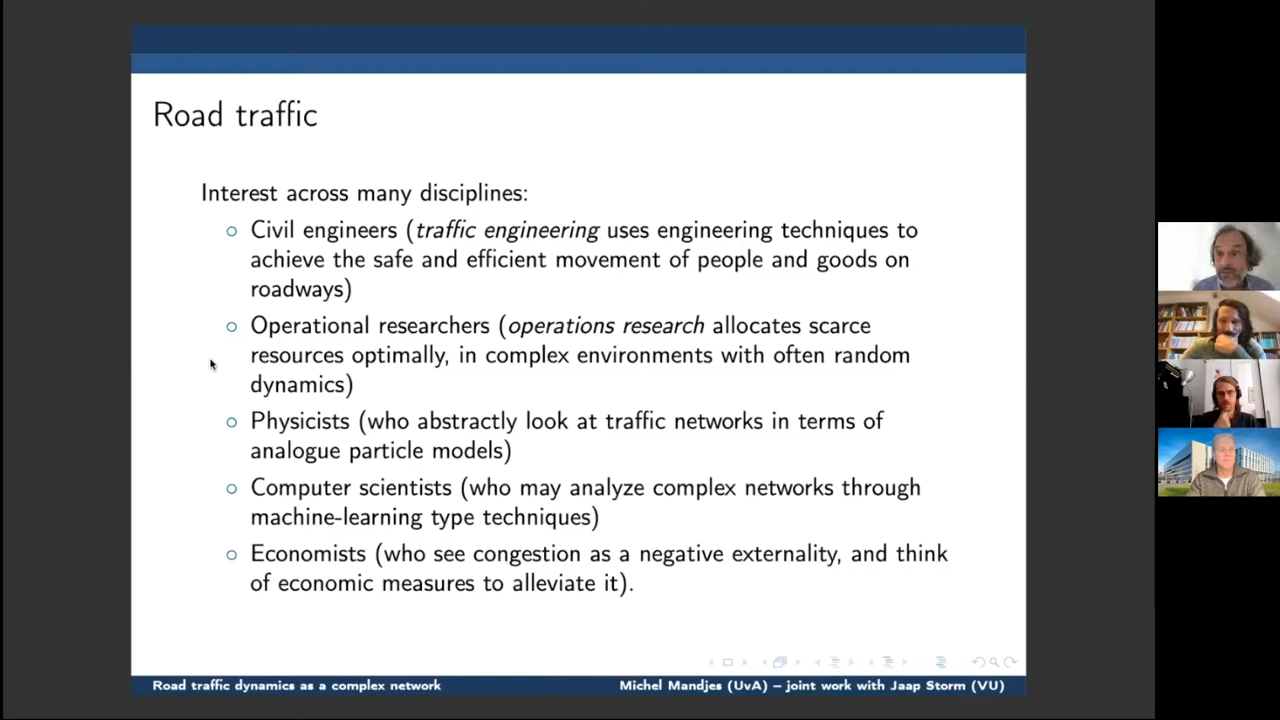 Road traffic
Interest across many disciplines:
Civil engineers (traffic engineering uses engineering techniques to
achieve the safe and efficient movement of people and goods on
roadways)
Operational researchers (operations research allocates scarce
resources optimally, in complex environments with often random
dynamics)
Physicists (who abstractly look at traffic networks in terms of
analogue particle models)
Computer scientists (who may analyze complex networks through
machine-learning type techniques)
Economists (who see congestion as a negative externality, and think
of economic measures to alleviate it).
Road traffic dynamics as a complex network
Michel Mandjes (UvA) – joint work with Jaap Storm (VU)